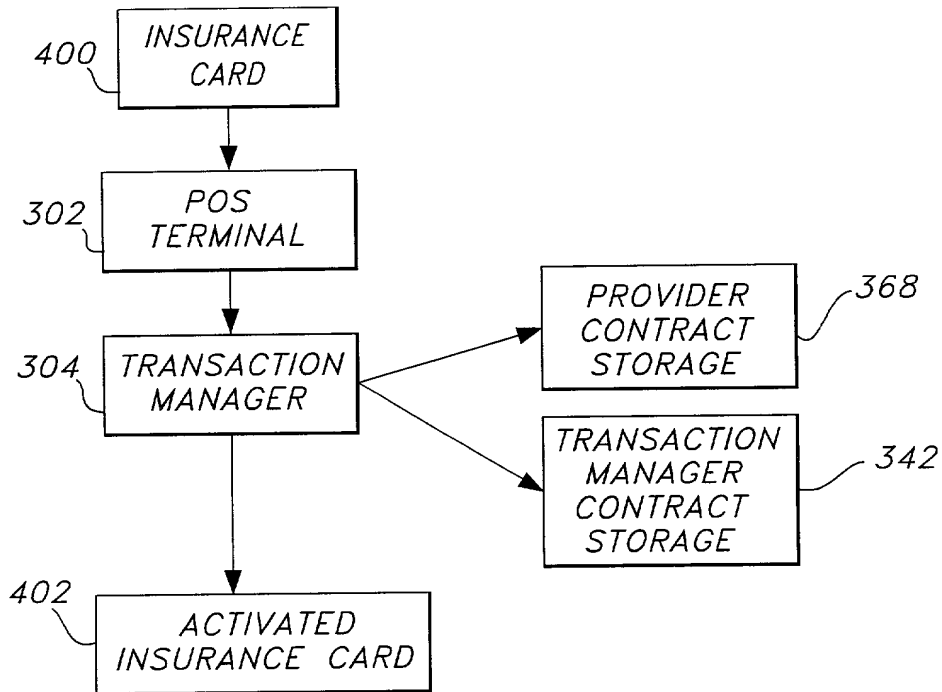 400
INSURANCE
CARD
302
POS
TERMINAL
304
TRANSACTION
MANAGER
PROVIDER
CONTRACT
STORAGE
368
TRANSACTION
MANAGER
CONTRACT
STORAGE
342
402
ACTIVATED
INSURANCE CARD